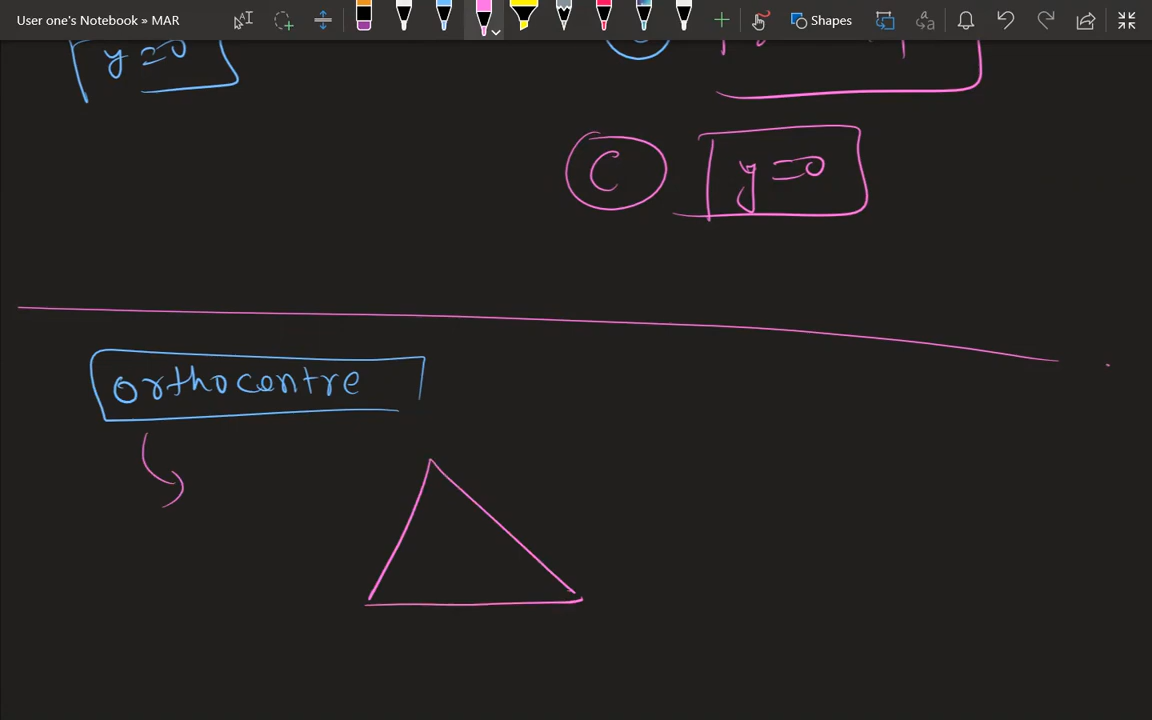 User one's Notebook » MAR
Shapes
y=0
C y=0
orthocentre